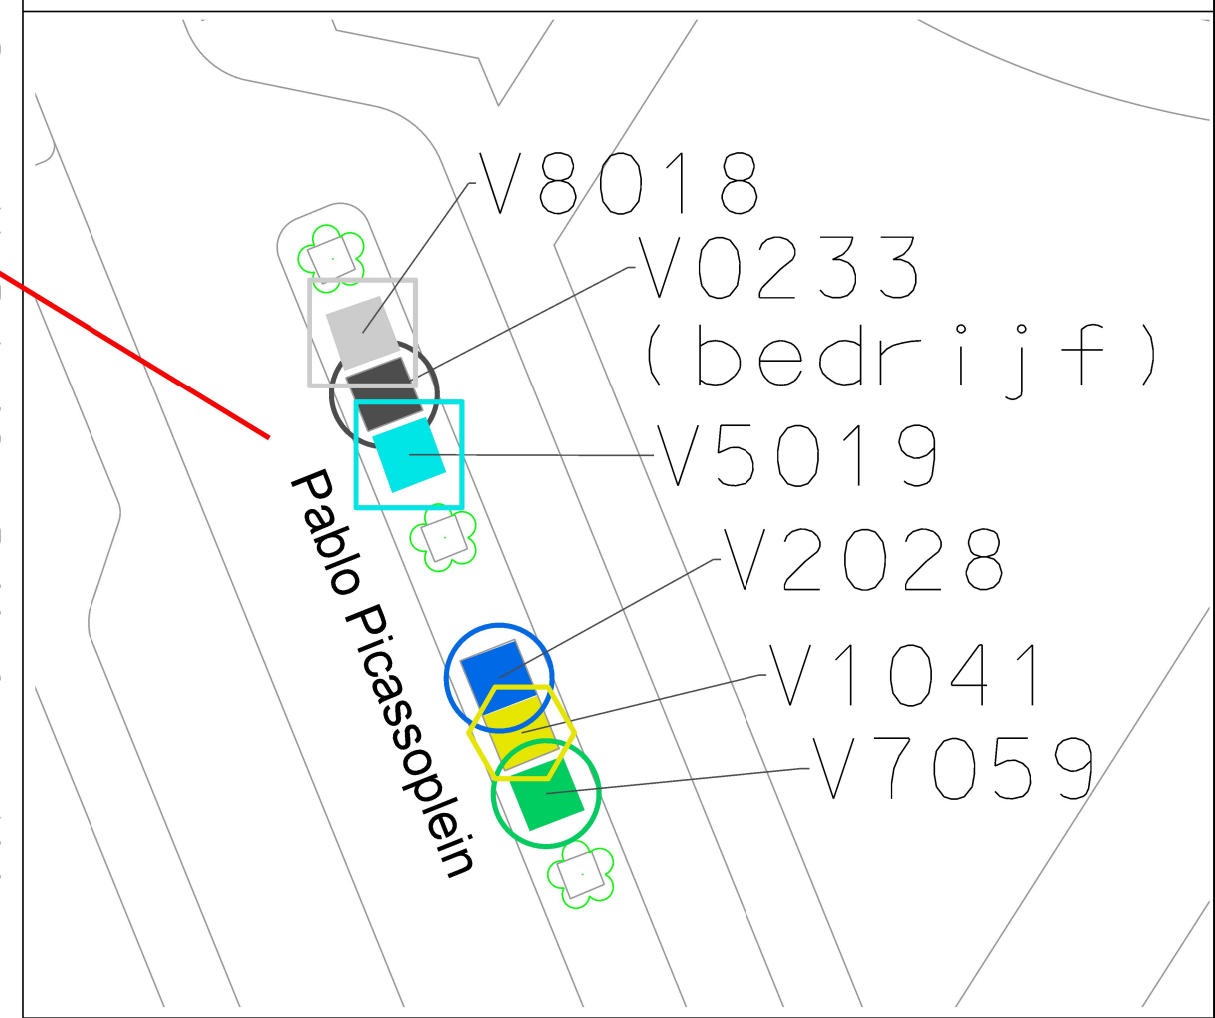 V8018
V0233
(bedrijf)
V5019
V2028
V1041
V7059
Pablo Picassoplein